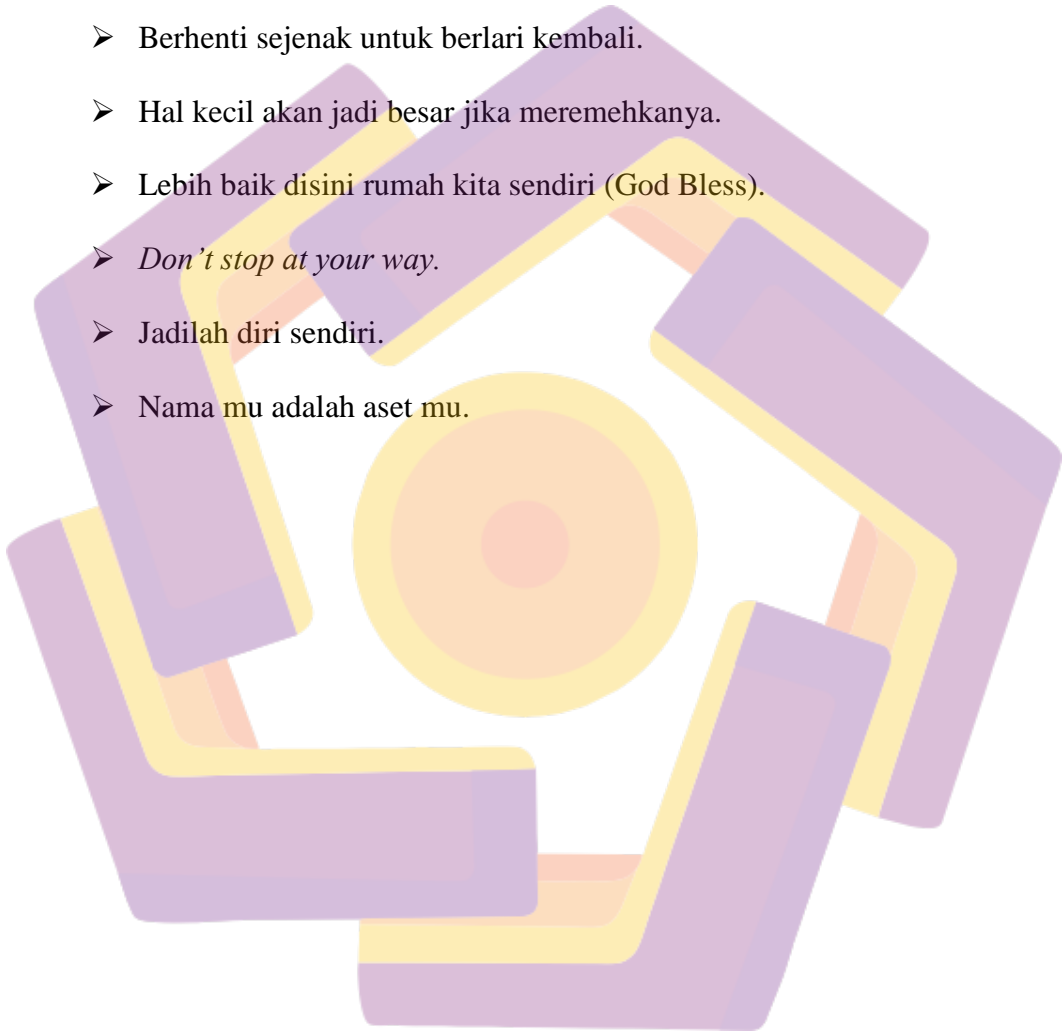 ➢ Berhenti sejenak untuk berlari kembali.
➢ Hal kecil akan jadi besar jika meremehkanya.
➢ Lebih baik disini rumah kita sendiri (God Bless).
➢ Don’t stop at your way.
➢ Jadilah diri sendiri.
➢ Nama mu adalah aset mu.